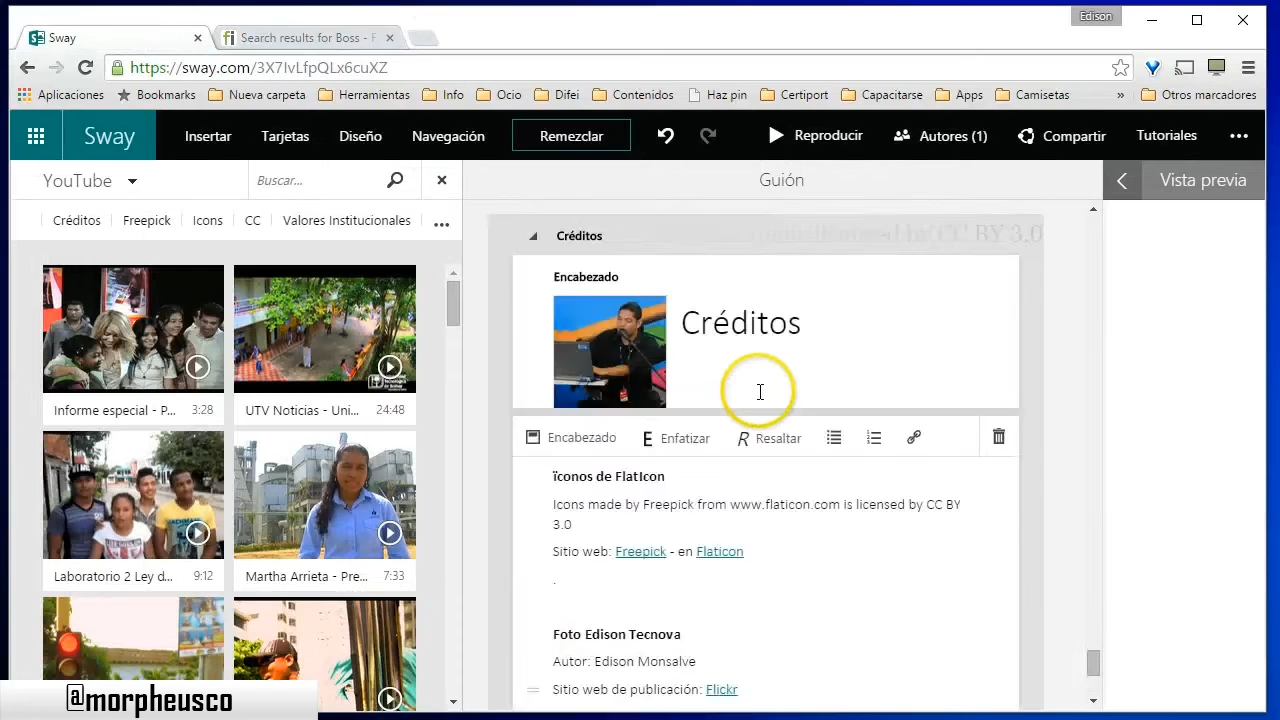 Edison
Sway
Search results for Boss - F
https://sway.com/3X7IvLfpQLx6cuXZ
Aplicaciones
Bookmarks
Nueva carpeta
Herramientas
Info
Ocio
Difei
Contenidos
Haz pin
Certiport
Capacitarse
Apps
Camisetas
»
Otros marcadores
Sway
Insertar
Tarjetas
Diseño
Navegación
Remezclar
Reproducir
Autores (1)
Compartir
Tutoriales
YouTube
Buscar...
Guión
Vista previa
Créditos
Freepick
Icons
CC
Valores Institucionales
Informe especial - P...
3:28
UTV Noticias - Uni...
24:48
Laboratorio 2 Ley d...
9:12
Martha Arrieta - Pre...
7:33
Créditos
Encabezado
Créditos
Encabezado
E Enfatizar
R Resaltar
ïconos de FlatIcon
Icons made by Freepick from www.flaticon.com is licensed by CC BY
3.0
Sitio web: Freepick - en Flaticon
.
Foto Edison Tecnova
Autor: Edison Monsalve
Sitio web de publicación: Flickr
@morpheusco